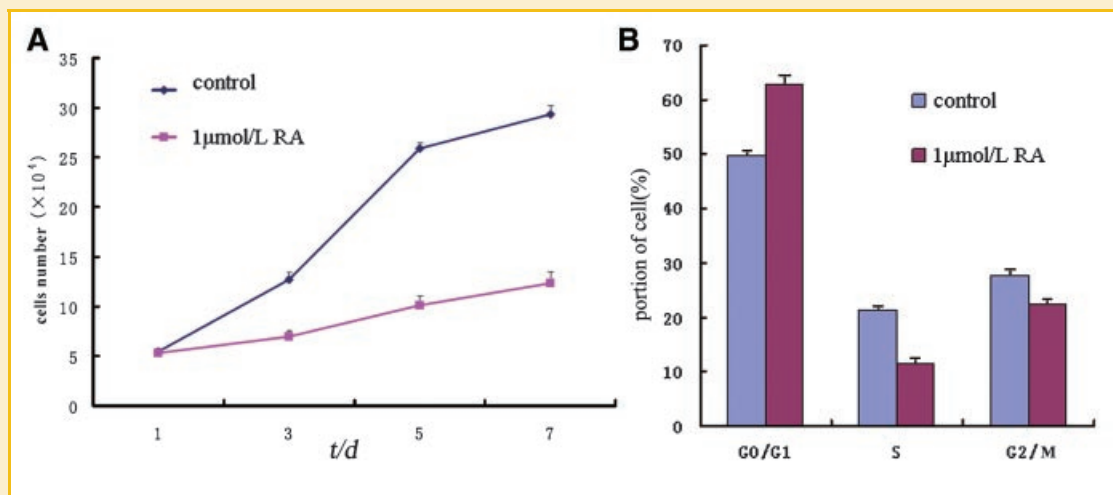 A
35
30
25
20
15
10
5
0
cells number (×10⁴)
control
1μmol/L RA
1
3
5
7
t/d
B
70
60
50
40
30
20
10
0
portion of cell(%)
control
1μmol/L RA
G0/G1
S
G2/M